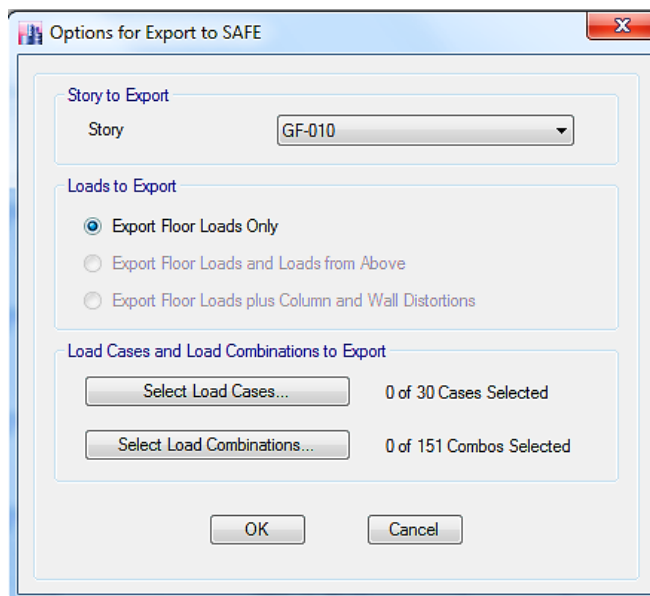 Options for Export to SAFE
Story to Export
Story GF-010
Loads to Export
Export Floor Loads Only
Export Floor Loads and Loads from Above
Export Floor Loads plus Column and Wall Distortions
Load Cases and Load Combinations to Export
Select Load Cases... 0 of 30 Cases Selected
Select Load Combinations... 0 of 151 Combos Selected
OK Cancel